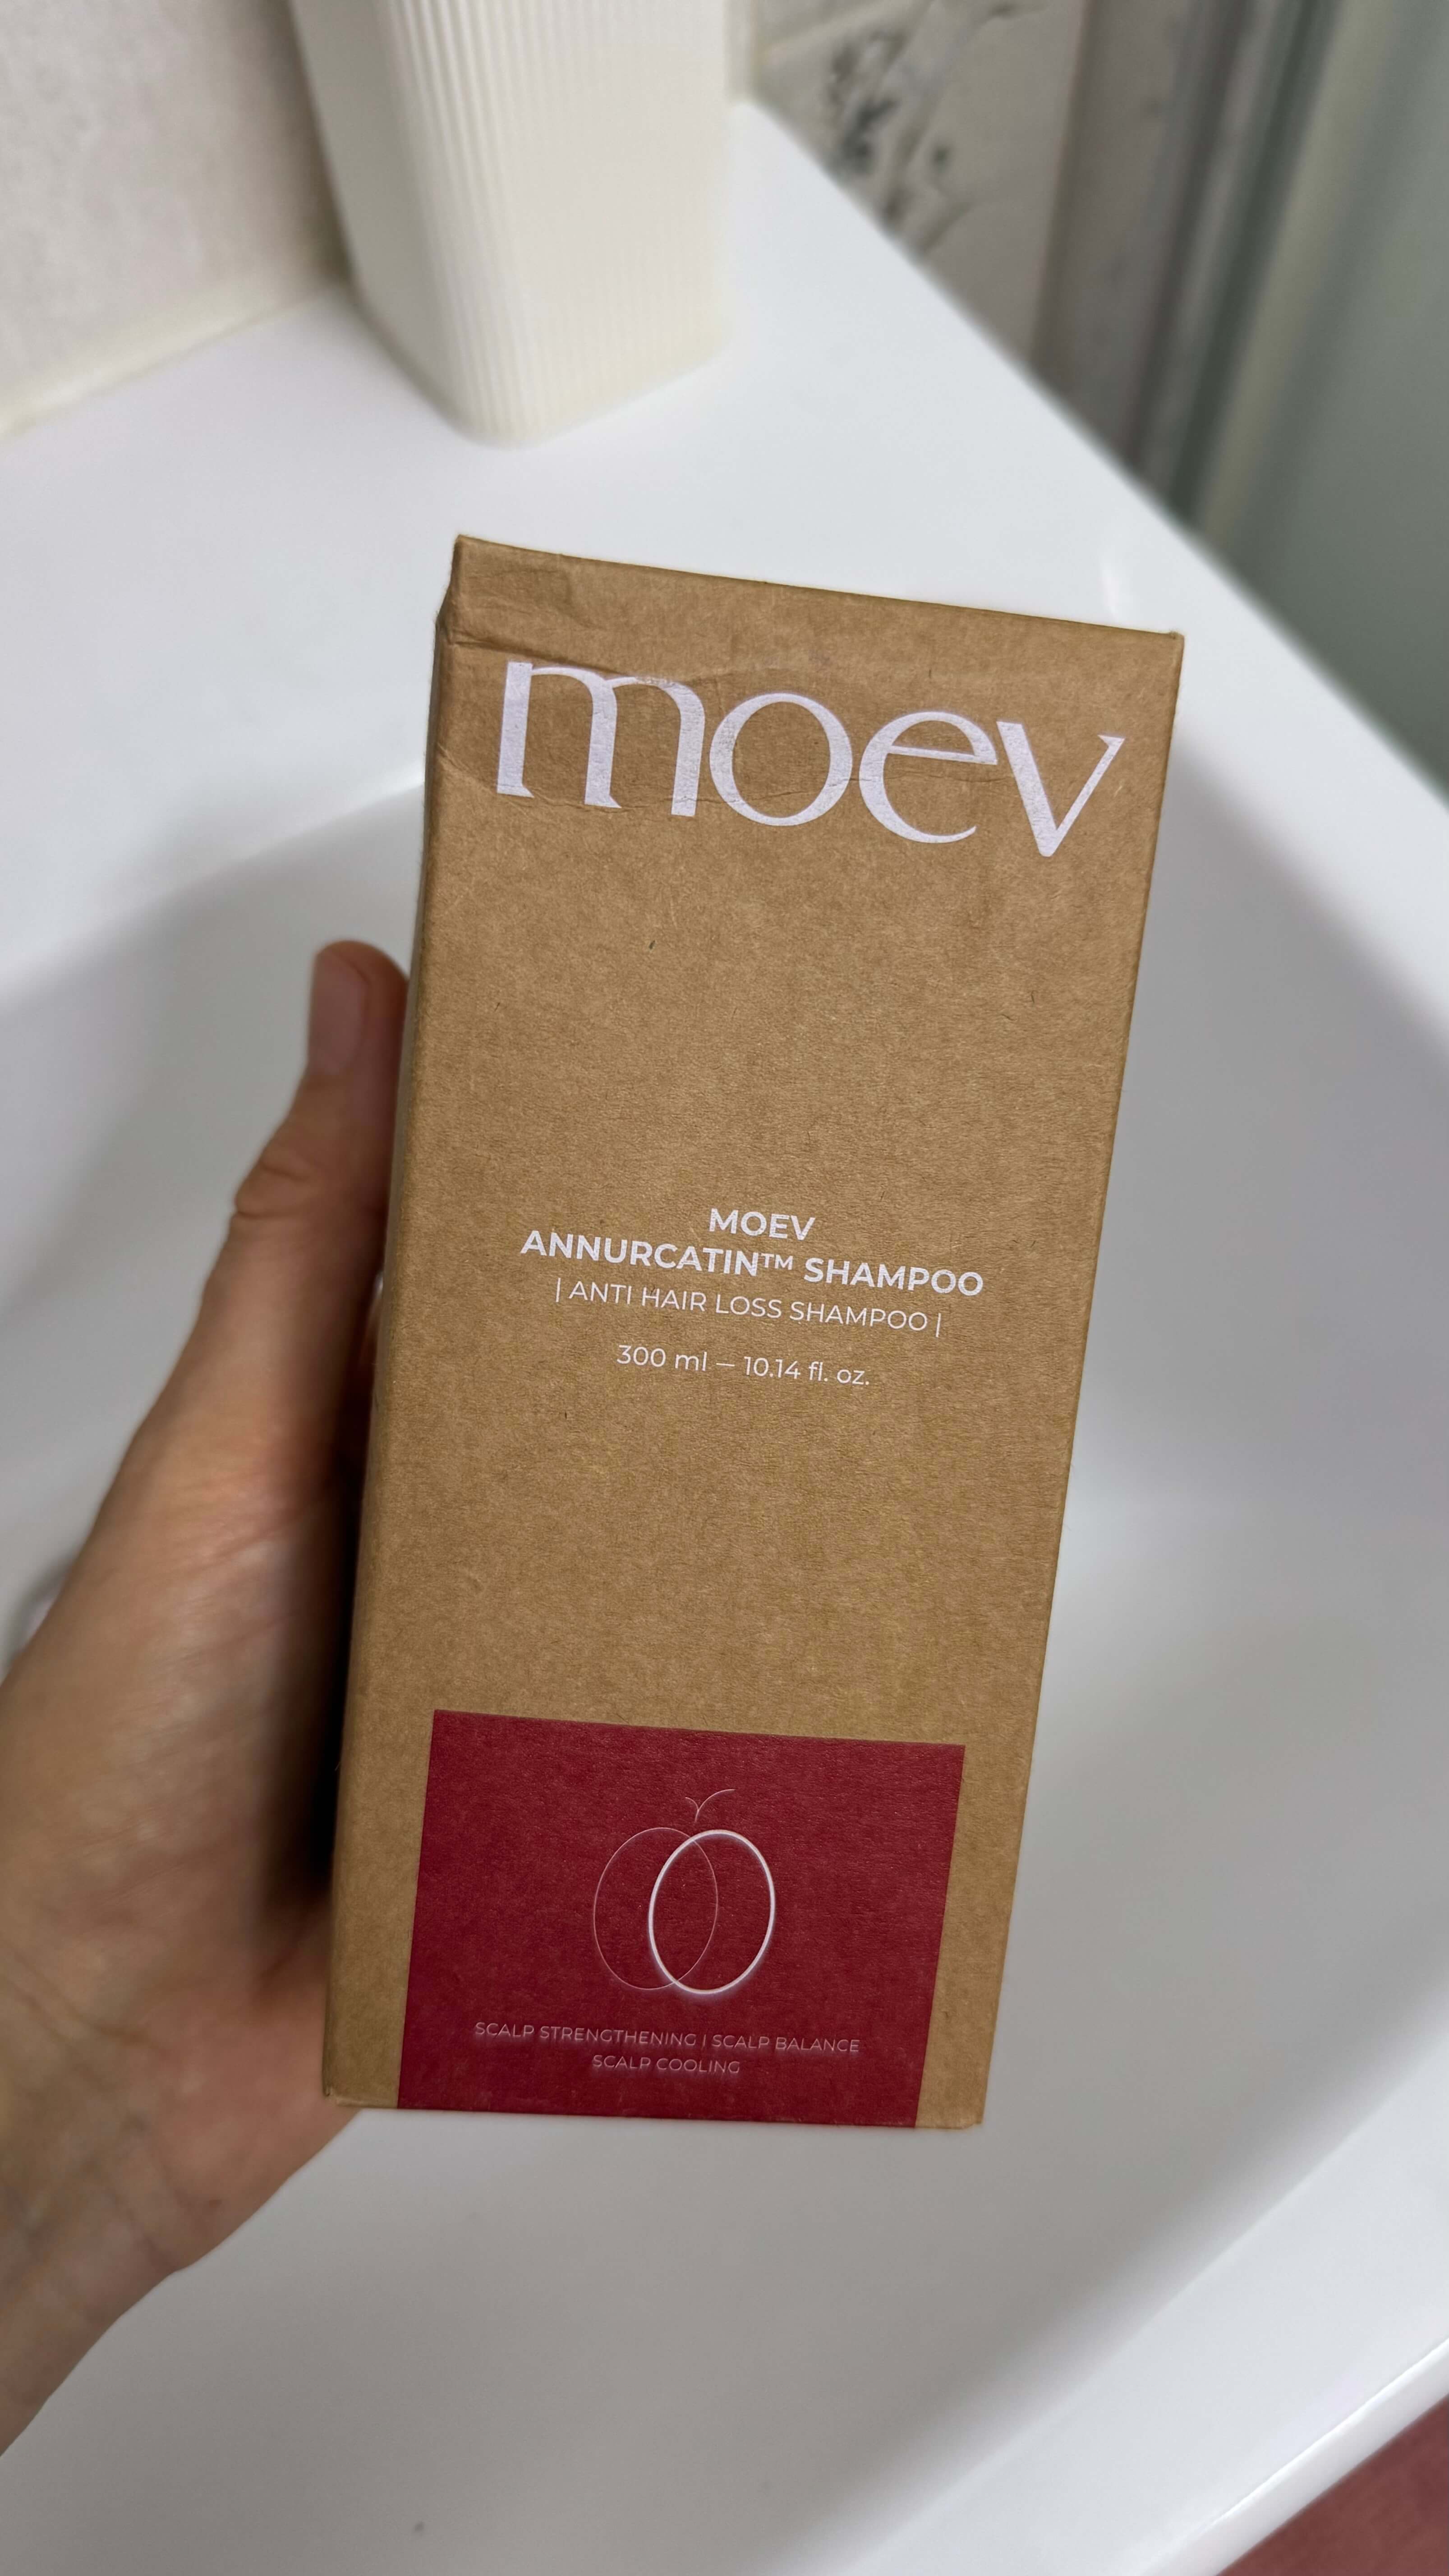 moev
MOEV
ANNURCATIN™ SHAMPOO
| ANTI HAIR LOSS SHAMPOO |
300 ml — 10.14 fl. oz.
SCALP STRENGTHENING | SCALP BALANCE
SCALP COOLING